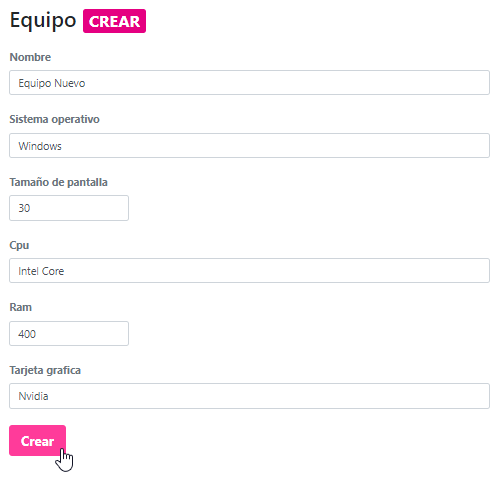 Equipo CREAR
Nombre
Equipo Nuevo
Sistema operativo
Windows
Tamaño de pantalla
30
Cpu
Intel Core
Ram
400
Tarjeta grafica
Nvidia
Crear